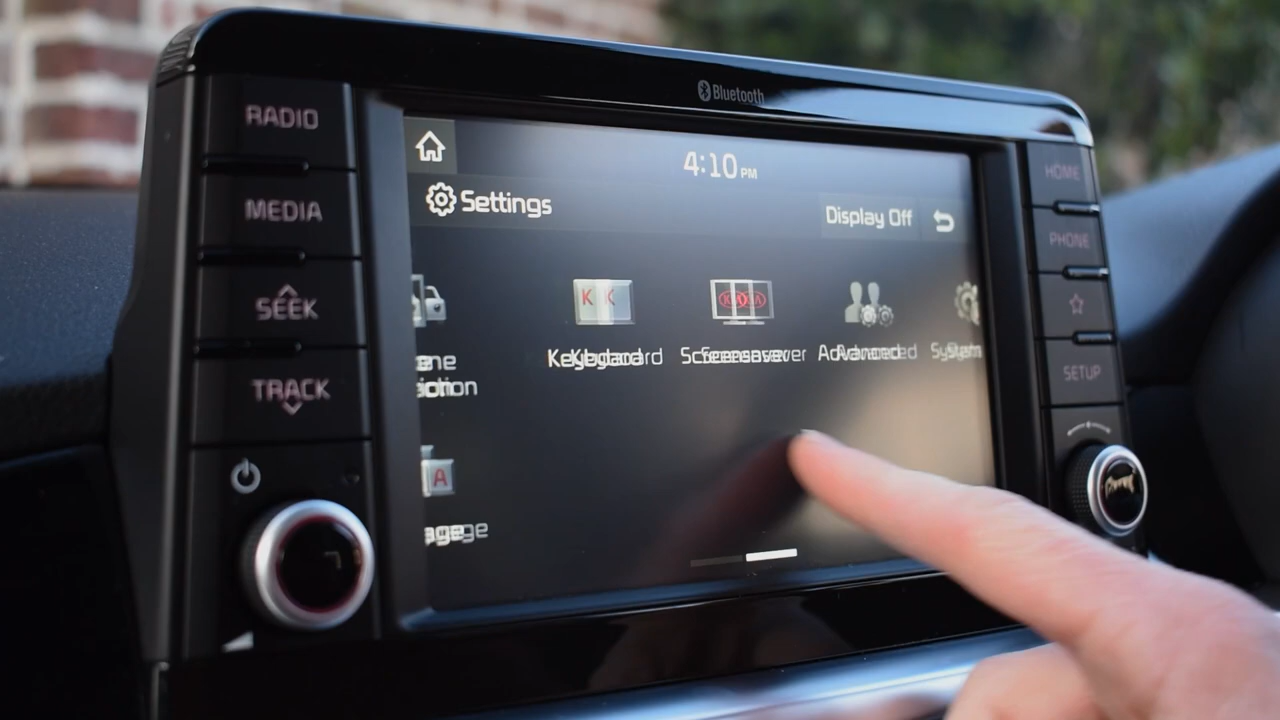 Bluetooth
RADIO
MEDIA
SEEK
TRACK
4:10 PM
Settings
Display Off
Keyboard
Screensaver
Advanced
System
A
HOME
PHONE
SETUP